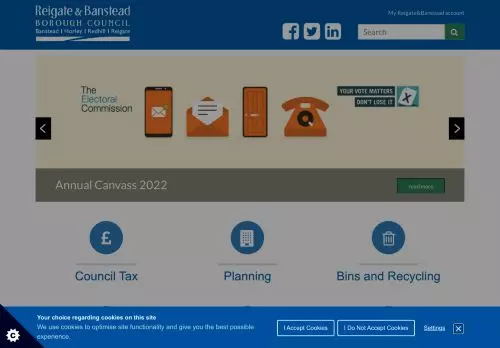 Reigate & Banstead
BOROUGH COUNCIL
Banstead | Horley | Redhill | Reigate
My Reigate&Banstead account
Search
The
Electoral
Commission
YOUR VOTE MATTERS
DON'T LOSE IT
Annual Canvass 2022
read more
£
Council Tax
Planning
Bins and Recycling
Your choice regarding cookies on this site
We use cookies to optimise site functionality and give you the best possible
experience.
I Accept Cookies
I Do Not Accept Cookies
Settings